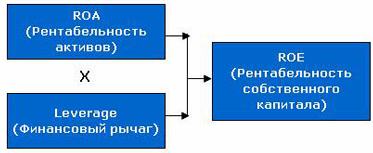 ROA
(Рентабельность
активов)
X
Leverage
(Финансовый рычаг)
ROE
(Рентабельность
собственного
капитала)